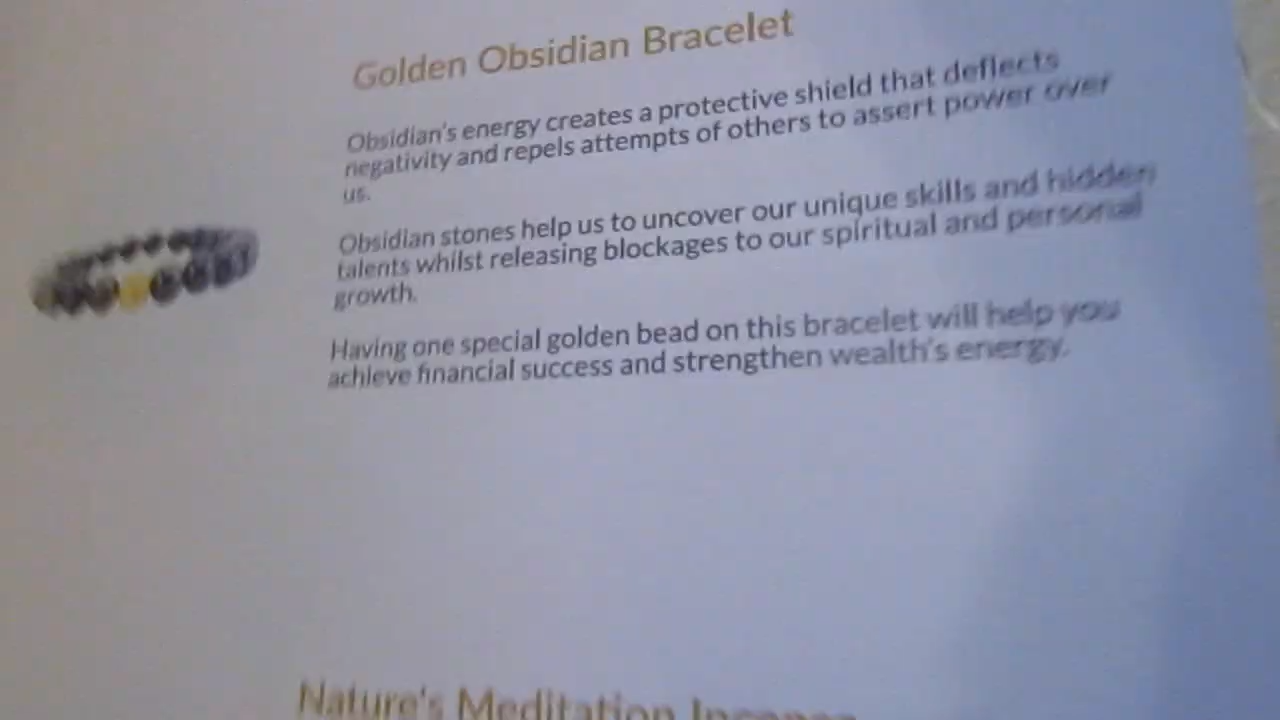 Golden Obsidian Bracelet
Obsidian's energy creates a protective shield that deflects
negativity and repels attempts of others to assert power over
us.
Obsidian stones help us to uncover our unique skills and hidden
talents whilst releasing blockages to our spiritual and personal
growth.
Having one special golden bead on this bracelet will help you
achieve financial success and strengthen wealth's energy.
Nature's Meditation Incense